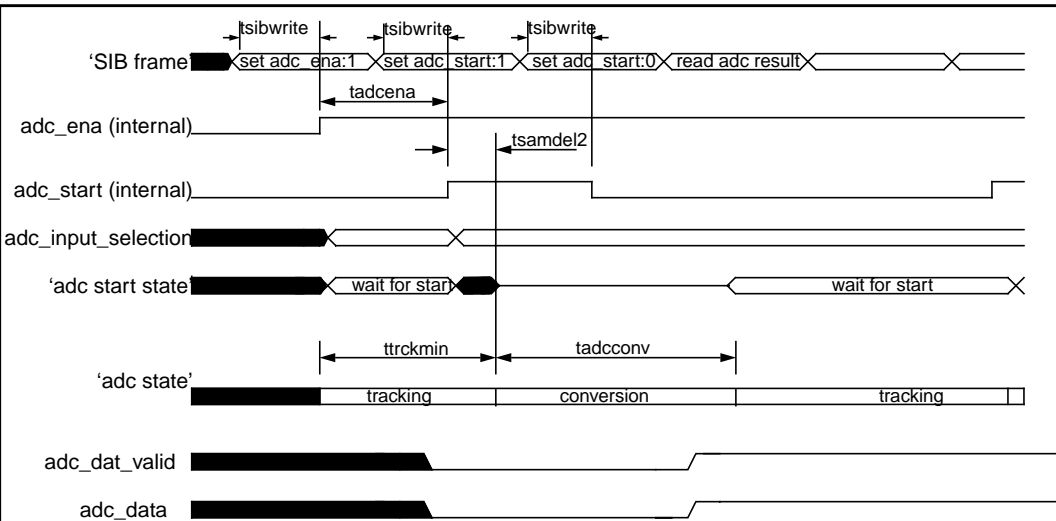 tsibwrite tsibwrite tsibwrite
'SIB frame' set adc_ena:1 set adc_start:1 set adc_start:0 read adc result
tadcena
adc_ena (internal)
tsamdel2
adc_start (internal)
adc_input_selection
'adc start state' wait for start wait for start
ttrckmin tadcconv
'adc state'
tracking conversion tracking
adc_dat_valid
adc_data